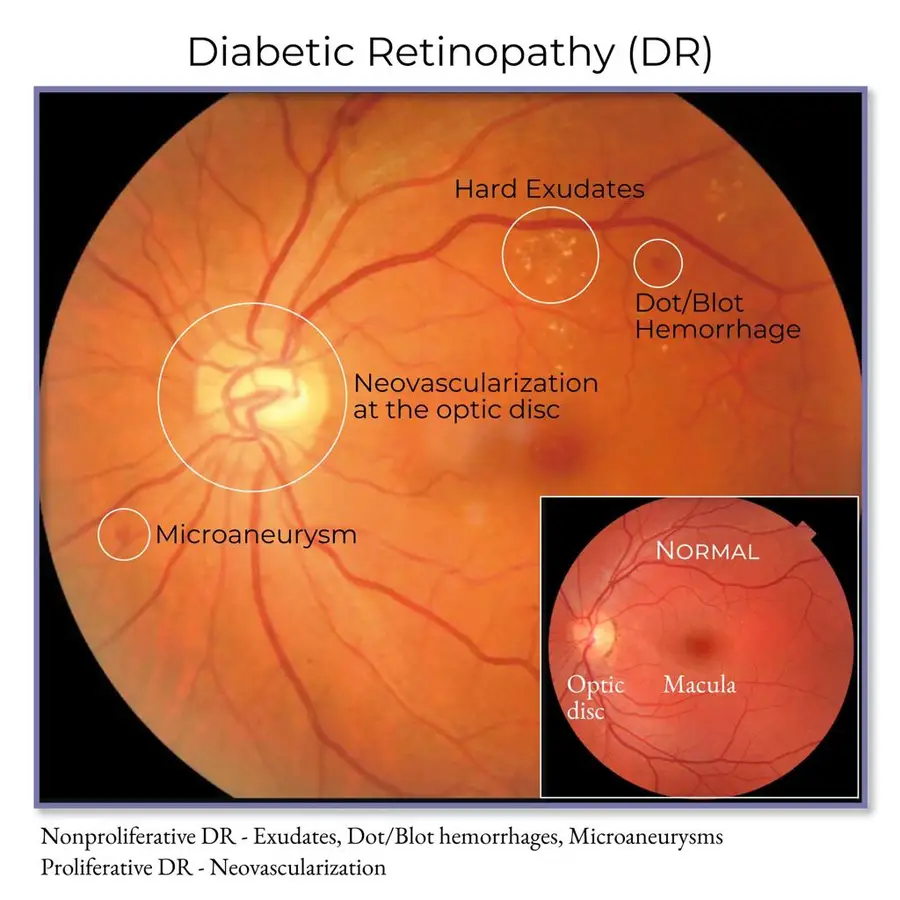 Diabetic Retinopathy (DR)
Hard Exudates
Dot/Blot
Hemorrhage
Neovascularization
at the optic disc
Microaneurysm
NORMAL
Optic
disc
Macula
Nonproliferative DR - Exudates, Dot/Blot hemorrhages, Microaneurysms
Proliferative DR - Neovascularization